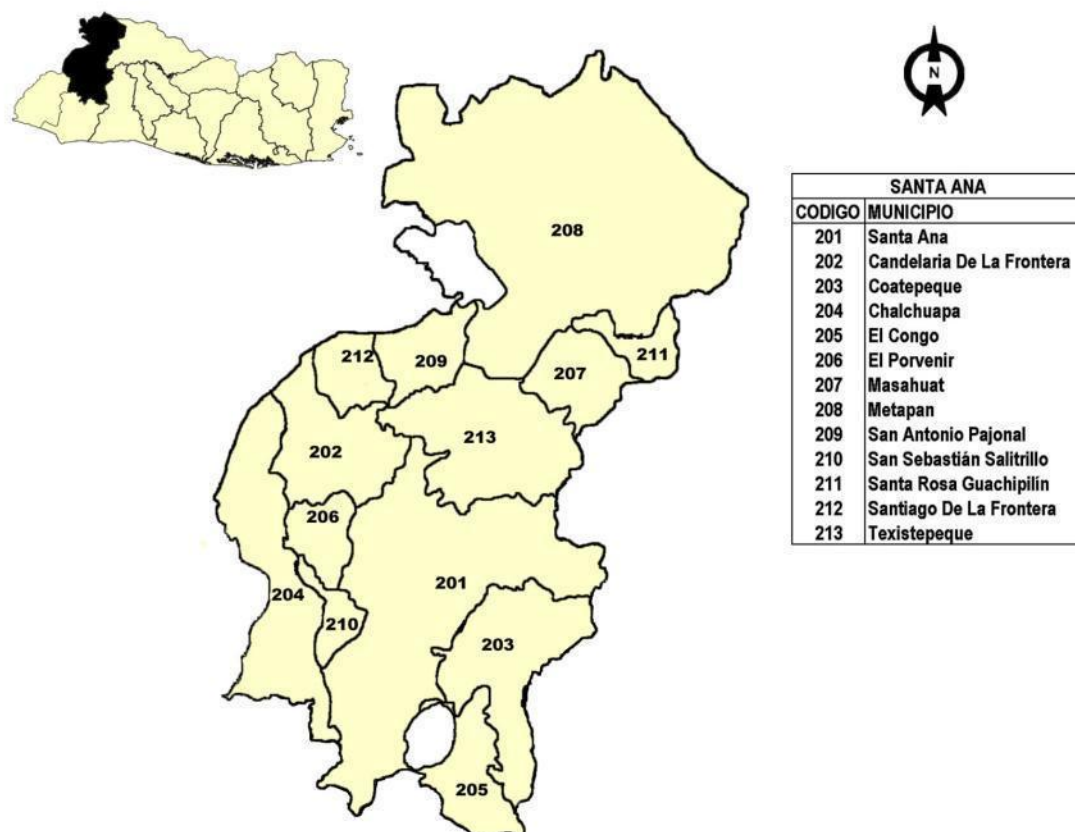 N
208
212
209
211
207
213
202
206
201
204
210
203
205
SANTA ANA
CODIGO MUNICIPIO
201 Santa Ana
202 Candelaria De La Frontera
203 Coatepeque
204 Chalchuapa
205 El Congo
206 El Porvenir
207 Masahuat
208 Metapan
209 San Antonio Pajonal
210 San Sebastián Salitrillo
211 Santa Rosa Guachipilín
212 Santiago De La Frontera
213 Texistepeque